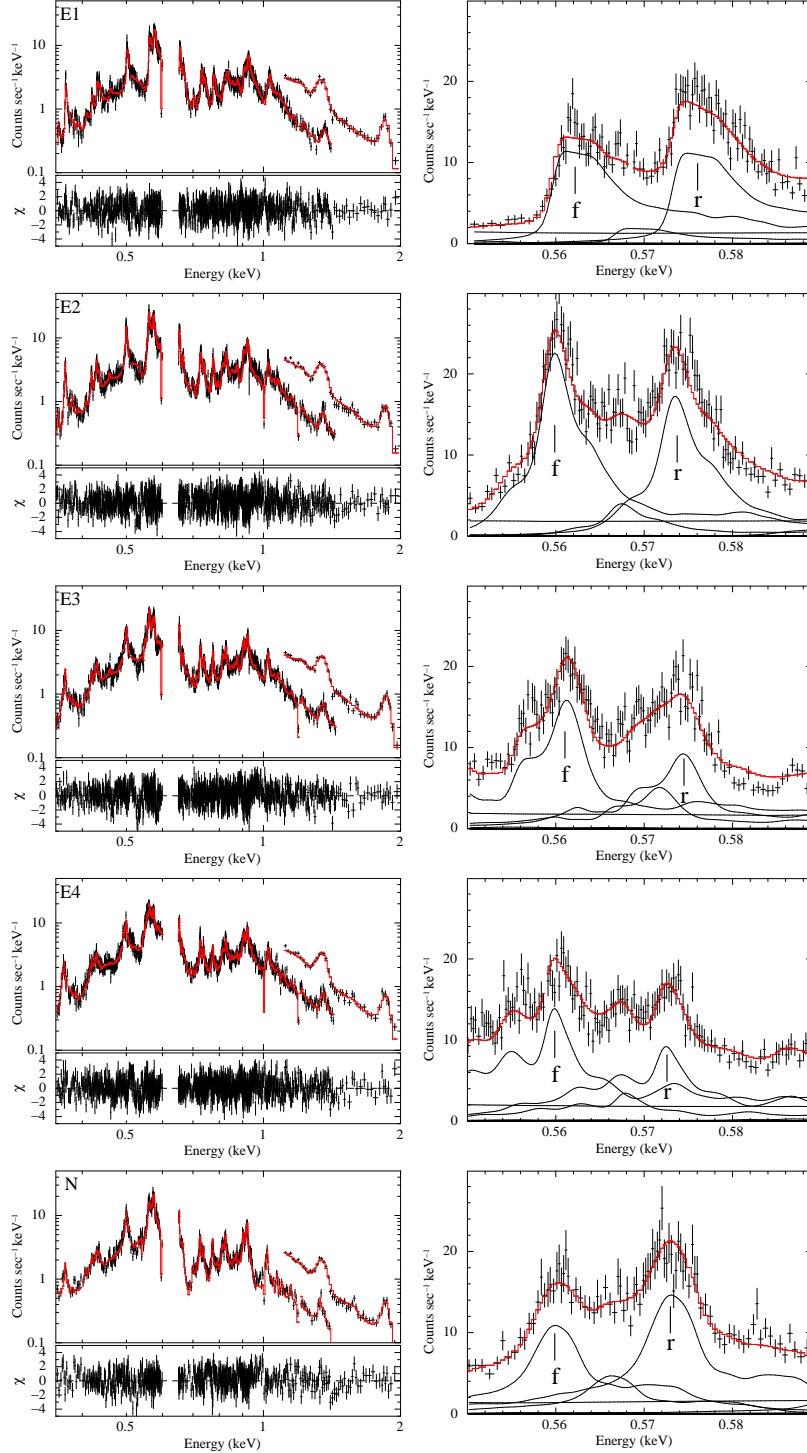 E1
Counts sec⁻¹ keV⁻¹
10
1
0.1
χ
4
2
0
−2
−4
0.5
1
2
Energy (keV)
Counts sec⁻¹ keV⁻¹
20
10
0
f
r
0.56
0.57
0.58
Energy (keV)
E2
Counts sec⁻¹ keV⁻¹
10
1
0.1
χ
4
2
0
−2
−4
0.5
1
2
Energy (keV)
Counts sec⁻¹ keV⁻¹
20
10
0
f
r
0.56
0.57
0.58
Energy (keV)
E3
Counts sec⁻¹ keV⁻¹
10
1
0.1
χ
4
2
0
−2
−4
0.5
1
2
Energy (keV)
Counts sec⁻¹ keV⁻¹
20
10
0
f
r
0.56
0.57
0.58
Energy (keV)
E4
Counts sec⁻¹ keV⁻¹
10
1
0.1
χ
4
2
0
−2
−4
0.5
1
2
Energy (keV)
Counts sec⁻¹ keV⁻¹
20
10
0
f
r
0.56
0.57
0.58
Energy (keV)
N
Counts sec⁻¹ keV⁻¹
10
1
0.1
χ
4
2
0
−2
−4
0.5
1
2
Energy (keV)
Counts sec⁻¹ keV⁻¹
20
10
0
f
r
0.56
0.57
0.58
Energy (keV)